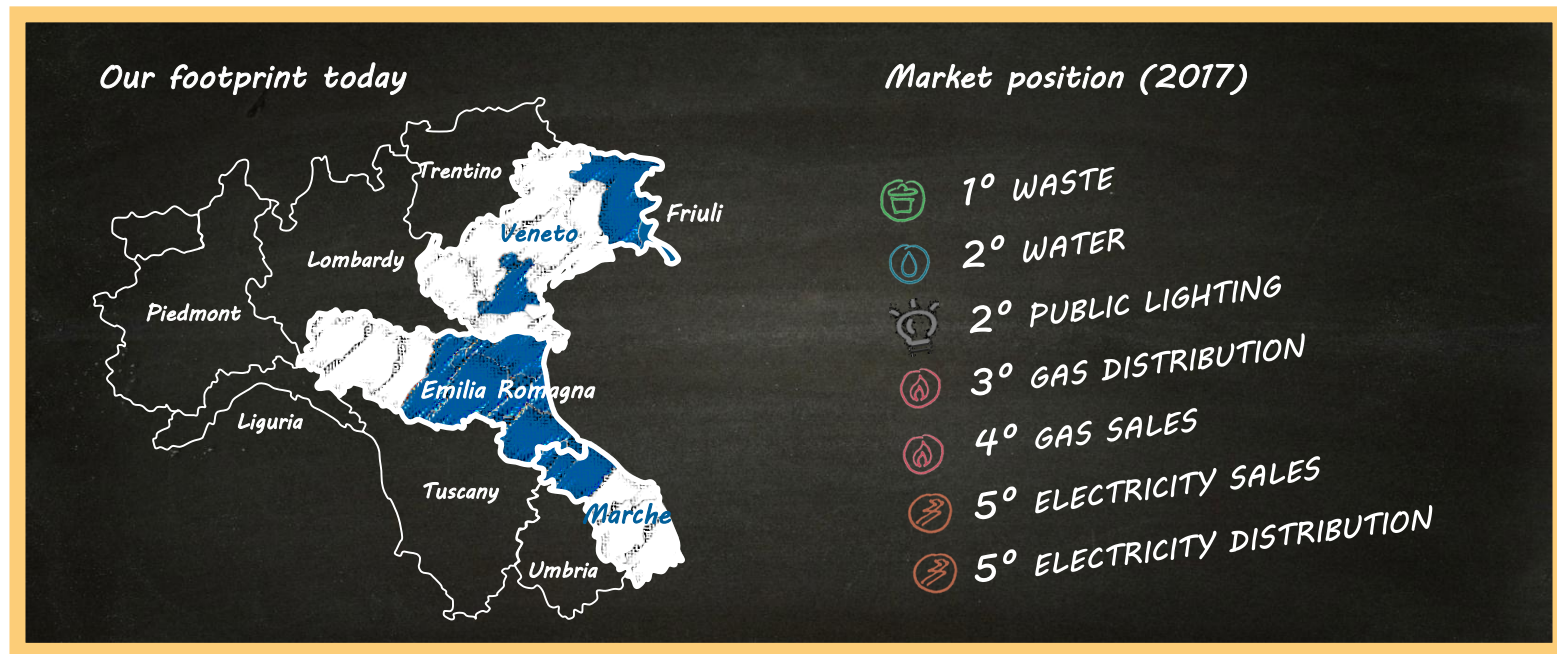 Our footprint today
Trentino
Friuli
Veneto
Lombardy
Piedmont
Emilia Romagna
Liguria
Tuscany
Marche
Umbria
Market position (2017)
1° WASTE
2° WATER
2° PUBLIC LIGHTING
3° GAS DISTRIBUTION
4° GAS SALES
5° ELECTRICITY SALES
5° ELECTRICITY DISTRIBUTION